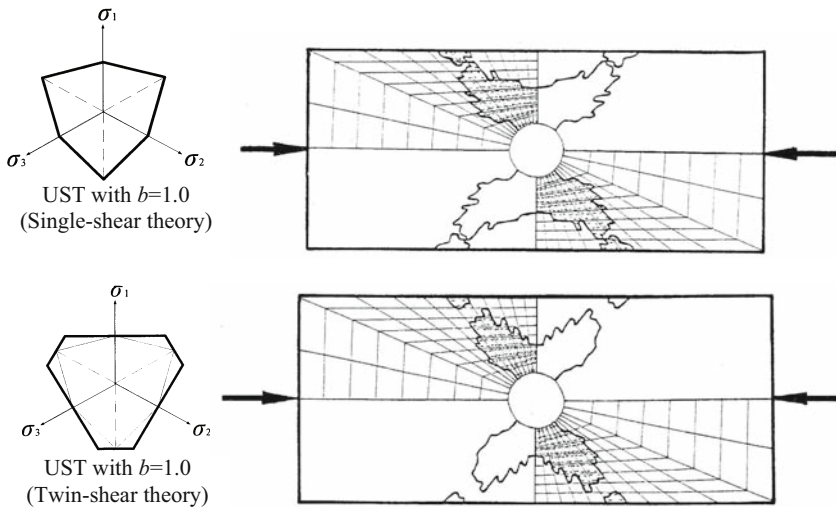 σ₁
σ₃
σ₂
UST with b=1.0
(Single-shear theory)
σ₁
σ₃
σ₂
UST with b=1.0
(Twin-shear theory)